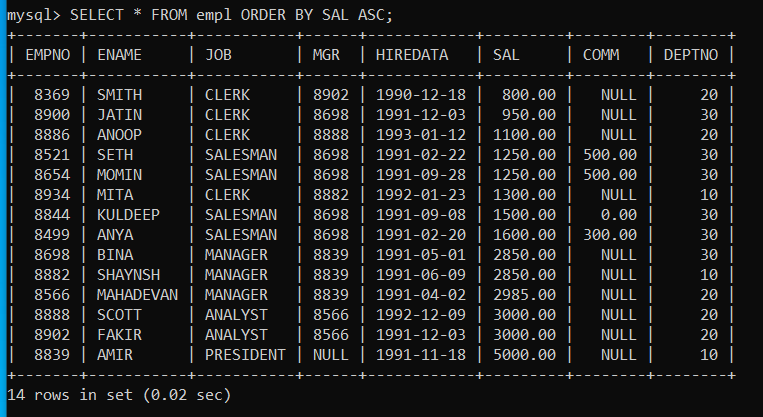 mysql> SELECT * FROM empl ORDER BY SAL ASC;
+-------+-----------+-----------+------+------------+---------+--------+--------+
| EMPNO | ENAME     | JOB       | MGR  | HIREDATA   | SAL     | COMM   | DEPTNO |
+-------+-----------+-----------+------+------------+---------+--------+--------+
|  8369 | SMITH     | CLERK     | 8902 | 1990-12-18 |  800.00 |   NULL |     20 |
|  8900 | JATIN     | CLERK     | 8698 | 1991-12-03 |  950.00 |   NULL |     30 |
|  8886 | ANOOP     | CLERK     | 8888 | 1993-01-12 | 1100.00 |   NULL |     20 |
|  8521 | SETH      | SALESMAN  | 8698 | 1991-02-22 | 1250.00 | 500.00 |     30 |
|  8654 | MOMIN     | SALESMAN  | 8698 | 1991-09-28 | 1250.00 | 500.00 |     30 |
|  8934 | MITA      | CLERK     | 8882 | 1992-01-23 | 1300.00 |   NULL |     10 |
|  8844 | KULDEEP   | SALESMAN  | 8698 | 1991-09-08 | 1500.00 |   0.00 |     30 |
|  8499 | ANYA      | SALESMAN  | 8698 | 1991-02-20 | 1600.00 | 300.00 |     30 |
|  8698 | BINA      | MANAGER   | 8839 | 1991-05-01 | 2850.00 |   NULL |     30 |
|  8882 | SHAYNSH   | MANAGER   | 8839 | 1991-06-09 | 2850.00 |   NULL |     10 |
|  8566 | MAHADEVAN | MANAGER   | 8839 | 1991-04-02 | 2985.00 |   NULL |     20 |
|  8888 | SCOTT     | ANALYST   | 8566 | 1992-12-09 | 3000.00 |   NULL |     20 |
|  8902 | FAKIR     | ANALYST   | 8566 | 1991-12-03 | 3000.00 |   NULL |     20 |
|  8839 | AMIR      | PRESIDENT | NULL | 1991-11-18 | 5000.00 |   NULL |     10 |
+-------+-----------+-----------+------+------------+---------+--------+--------+
14 rows in set (0.02 sec)